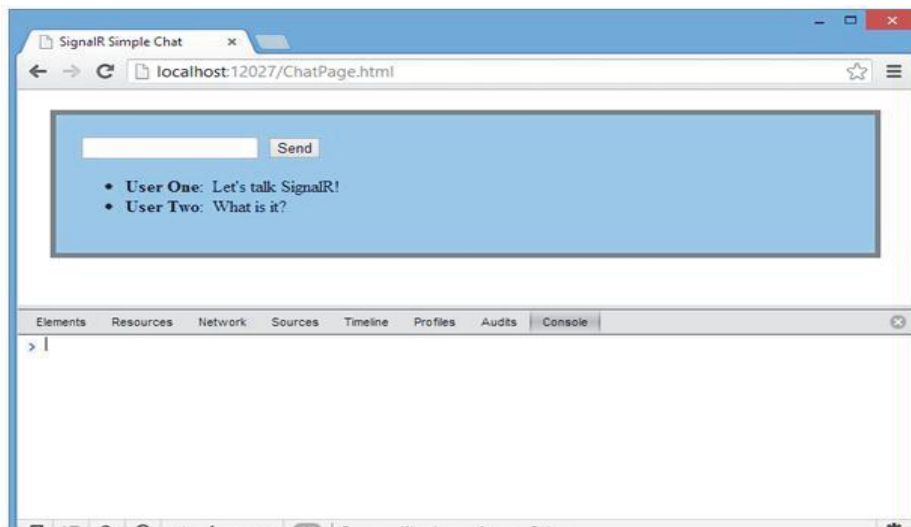 SignalR Simple Chat
localhost:12027/ChatPage.html
Send
User One: Let's talk SignalR!
User Two: What is it?
Elements Resources Network Sources Timeline Profiles Audits Console